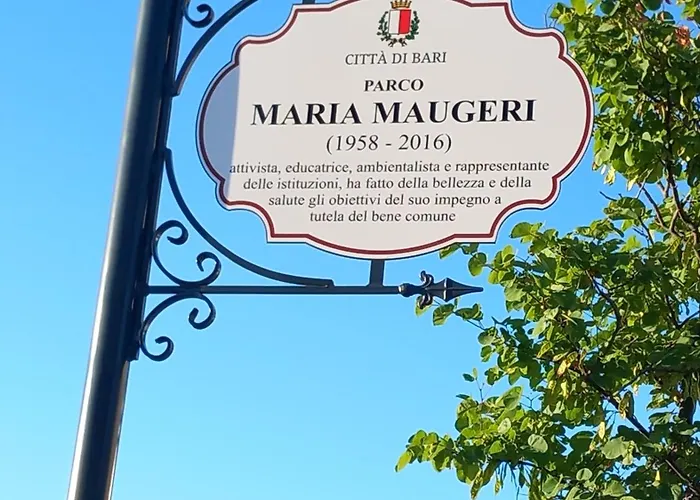 CITTÀ DI BARI
PARCO
MARIA MAUGERI
(1958 - 2016)
attivista, educatrice, ambientalista e rappresentante
delle istituzioni, ha fatto della bellezza e della
salute gli obiettivi del suo impegno a
tutela del bene comune